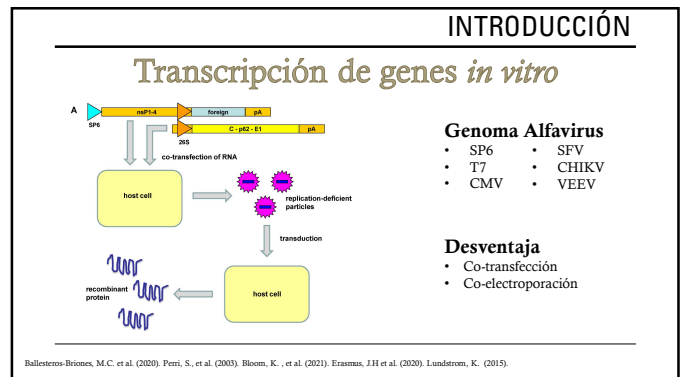 INTRODUCCIÓN
Transcripción de genes in vitro
A
nsP1-4 foreign pA
SP6
C - p62 - E1 pA
26S
co-transfection of RNA
host cell
replication-deficient
particles
transduction
recombinant
protein
host cell
Genoma Alfavirus
• SP6 • SFV
• T7 • CHIKV
• CMV • VEEV
Desventaja
• Co-transfección
• Co-electroporación
Ballesteros-Briones, M.C. et al. (2020). Perri, S., et al. (2003). Bloom, K. , et al. (2021). Erasmus, J.H et al. (2020). Lundstrom, K. (2015).